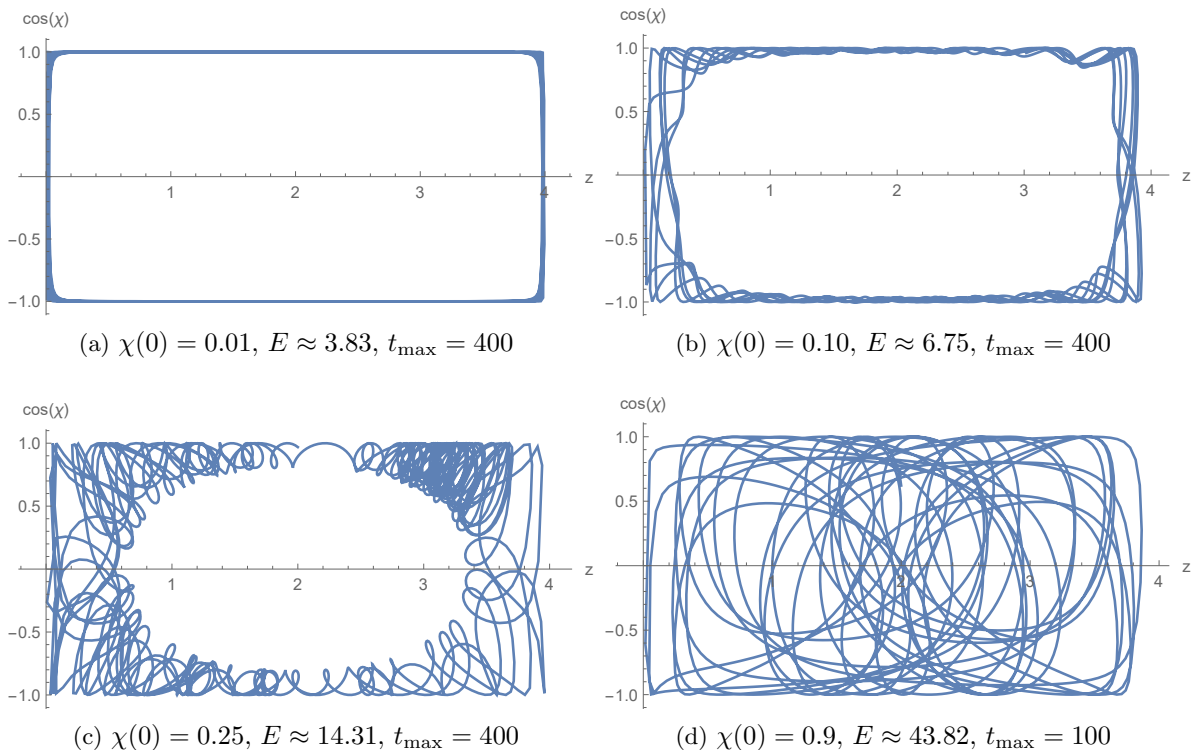 cos(χ)
1.0
0.5
-0.5
-1.0
1 2 3 4 z
(a) χ(0) = 0.01, E ≈ 3.83, t_max = 400
cos(χ)
1.0
0.5
-0.5
-1.0
1 2 3 4 z
(b) χ(0) = 0.10, E ≈ 6.75, t_max = 400
cos(χ)
1.0
0.5
-0.5
-1.0
1 2 3 4 z
(c) χ(0) = 0.25, E ≈ 14.31, t_max = 400
cos(χ)
1.0
0.5
-0.5
-1.0
1 2 3 4 z
(d) χ(0) = 0.9, E ≈ 43.82, t_max = 100